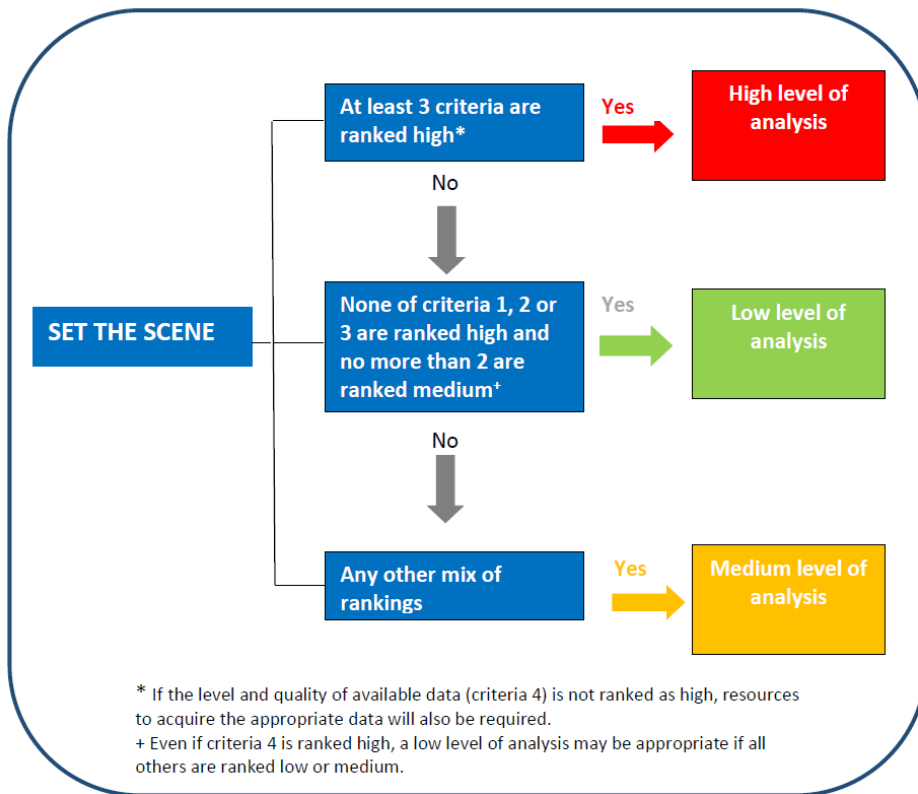 At least 3 criteria are
ranked high*
Yes
High level of
analysis
No
SET THE SCENE
None of criteria 1, 2 or
3 are ranked high and
no more than 2 are
ranked medium⁺
Yes
Low level of
analysis
No
Any other mix of
rankings
Yes
Medium level of
analysis
* If the level and quality of available data (criteria 4) is not ranked as high, resources
to acquire the appropriate data will also be required.
+ Even if criteria 4 is ranked high, a low level of analysis may be appropriate if all
others are ranked low or medium.